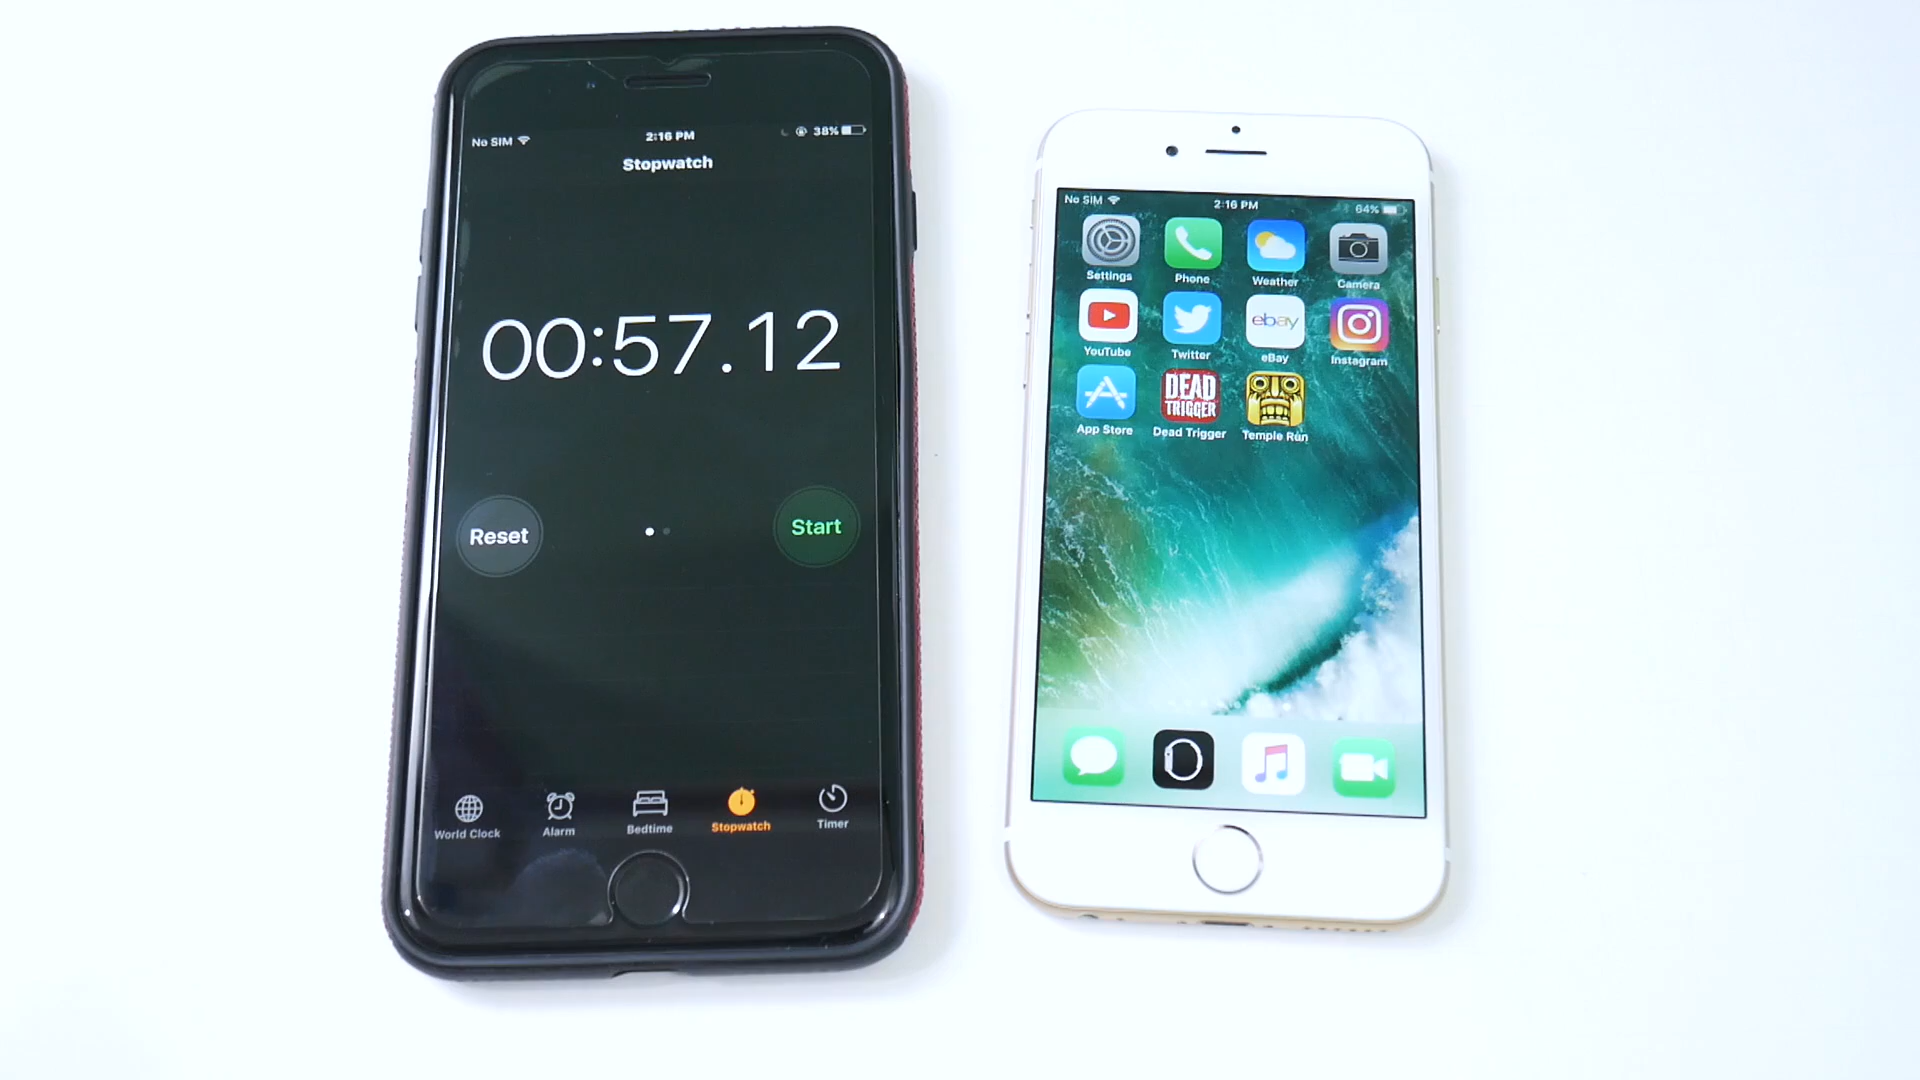 No SIM 2:16 PM 38%
Stopwatch
00:57.12
Reset Start
World Clock Alarm Bedtime Stopwatch Timer
No SIM 2:16 PM 64%
Settings Phone Weather Camera
ebay
YouTube Twitter eBay Instagram
DEAD
TRIGGER
App Store Dead Trigger Temple Run